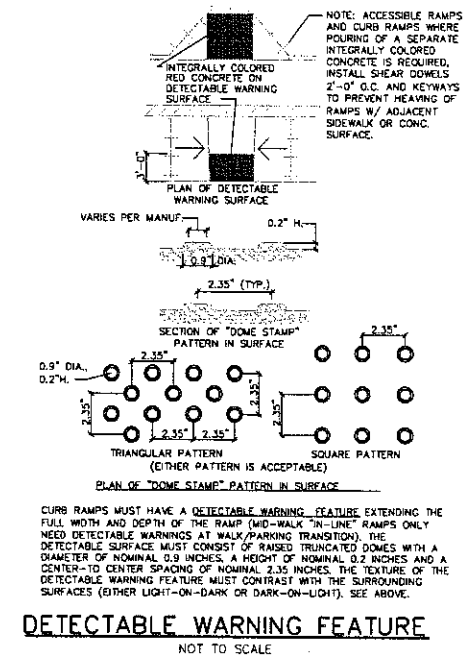 NOTE: ACCESSIBLE RAMPS
AND CURB RAMPS WHERE
POURING OF A SEPARATE
INTEGRALLY COLORED
CONCRETE IS REQUIRED,
INSTALL SHEAR DOWELS
2'-0" O.C. AND KEYWAYS
TO PREVENT HEAVING OF
RAMPS W/ ADJACENT
SIDEWALK OR CONC.
SURFACE.
INTEGRALLY COLORED
RED CONCRETE ON
DETECTABLE WARNING
SURFACE
3'-0"
PLAN OF DETECTABLE
WARNING SURFACE
VARIES PER MANUF.
0.2" H.
0.9" DIA.
2.35" (TYP.)
SECTION OF "DOME STAMP"
PATTERN IN SURFACE
2.35"
2.35"
0.9" DIA.,
0.2"H.
2.35"
2.35"
2.35"
2.35"
2.35"
TRIANGULAR PATTERN
SQUARE PATTERN
(EITHER PATTERN IS ACCEPTABLE)
PLAN OF "DOME STAMP" PATTERN IN SURFACE
CURB RAMPS MUST HAVE A DETECTABLE WARNING FEATURE EXTENDING THE
FULL WIDTH AND DEPTH OF THE RAMP (MID-WALK "IN-LINE" RAMPS ONLY
NEED DETECTABLE WARNINGS AT WALK/PARKING TRANSITION). THE
DETECTABLE SURFACE MUST CONSIST OF RAISED TRUNCATED DOMES WITH A
DIAMETER OF NOMINAL 0.9 INCHES, A HEIGHT OF NOMINAL 0.2 INCHES AND A
CENTER-TO CENTER SPACING OF NOMINAL 2.35 INCHES. THE TEXTURE OF THE
DETECTABLE WARNING FEATURE MUST CONTRAST WITH THE SURROUNDING
SURFACES (EITHER LIGHT-ON-DARK OR DARK-ON-LIGHT). SEE ABOVE.
DETECTABLE WARNING FEATURE
NOT TO SCALE